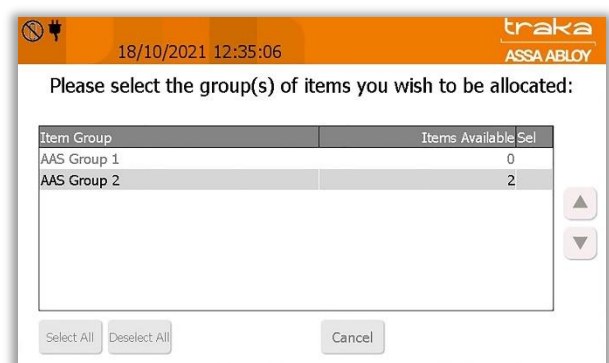 traka
18/10/2021 12:35:06
ASSA ABLOY
Please select the group(s) of items you wish to be allocated:
Item Group Items Available Sel
AAS Group 1 0
AAS Group 2 2
Select All Deselect All Cancel